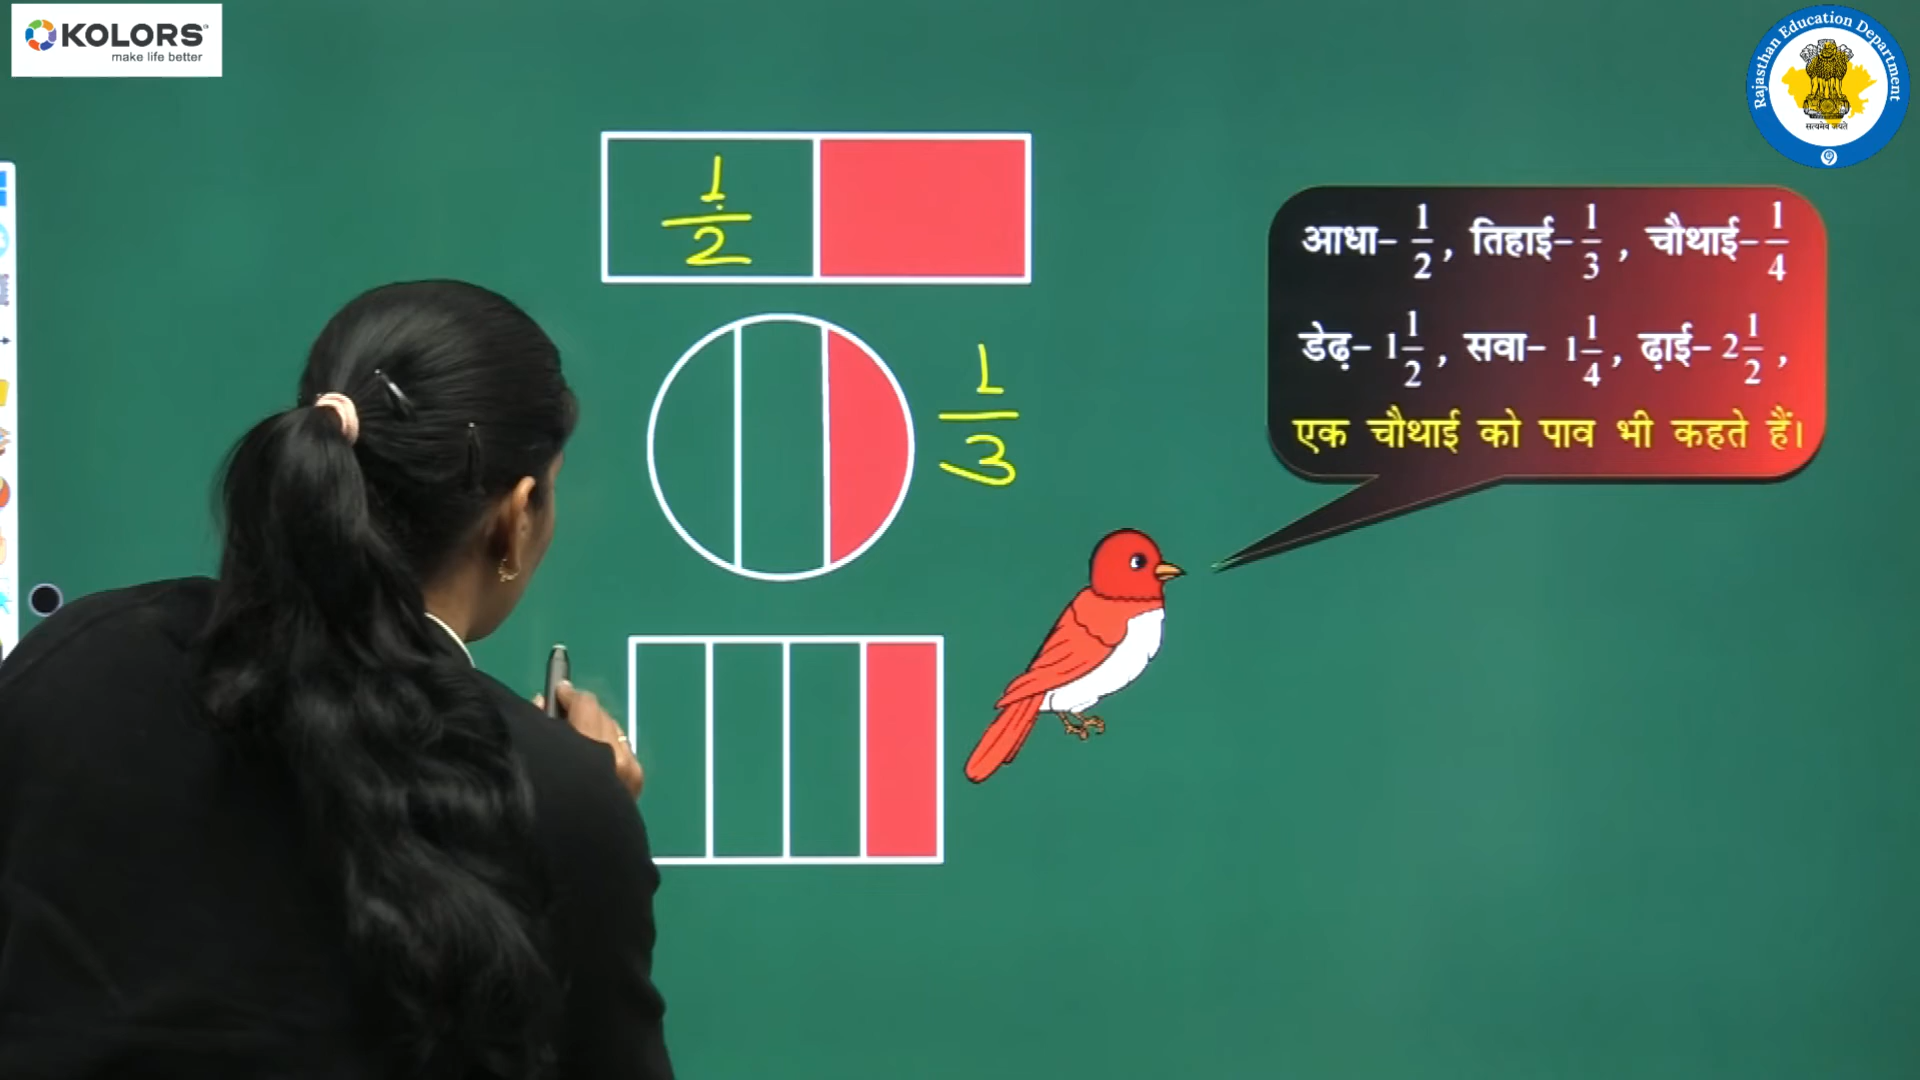 KOLORS
make life better
Rajasthan Education Department
सत्यमेव जयते
1/2
1/3
आधा- 1/2, तिहाई- 1/3, चौथाई- 1/4
डेढ़- 1 1/2, सवा- 1 1/4, ढ़ाई- 2 1/2,
एक चौथाई को पाव भी कहते हैं।